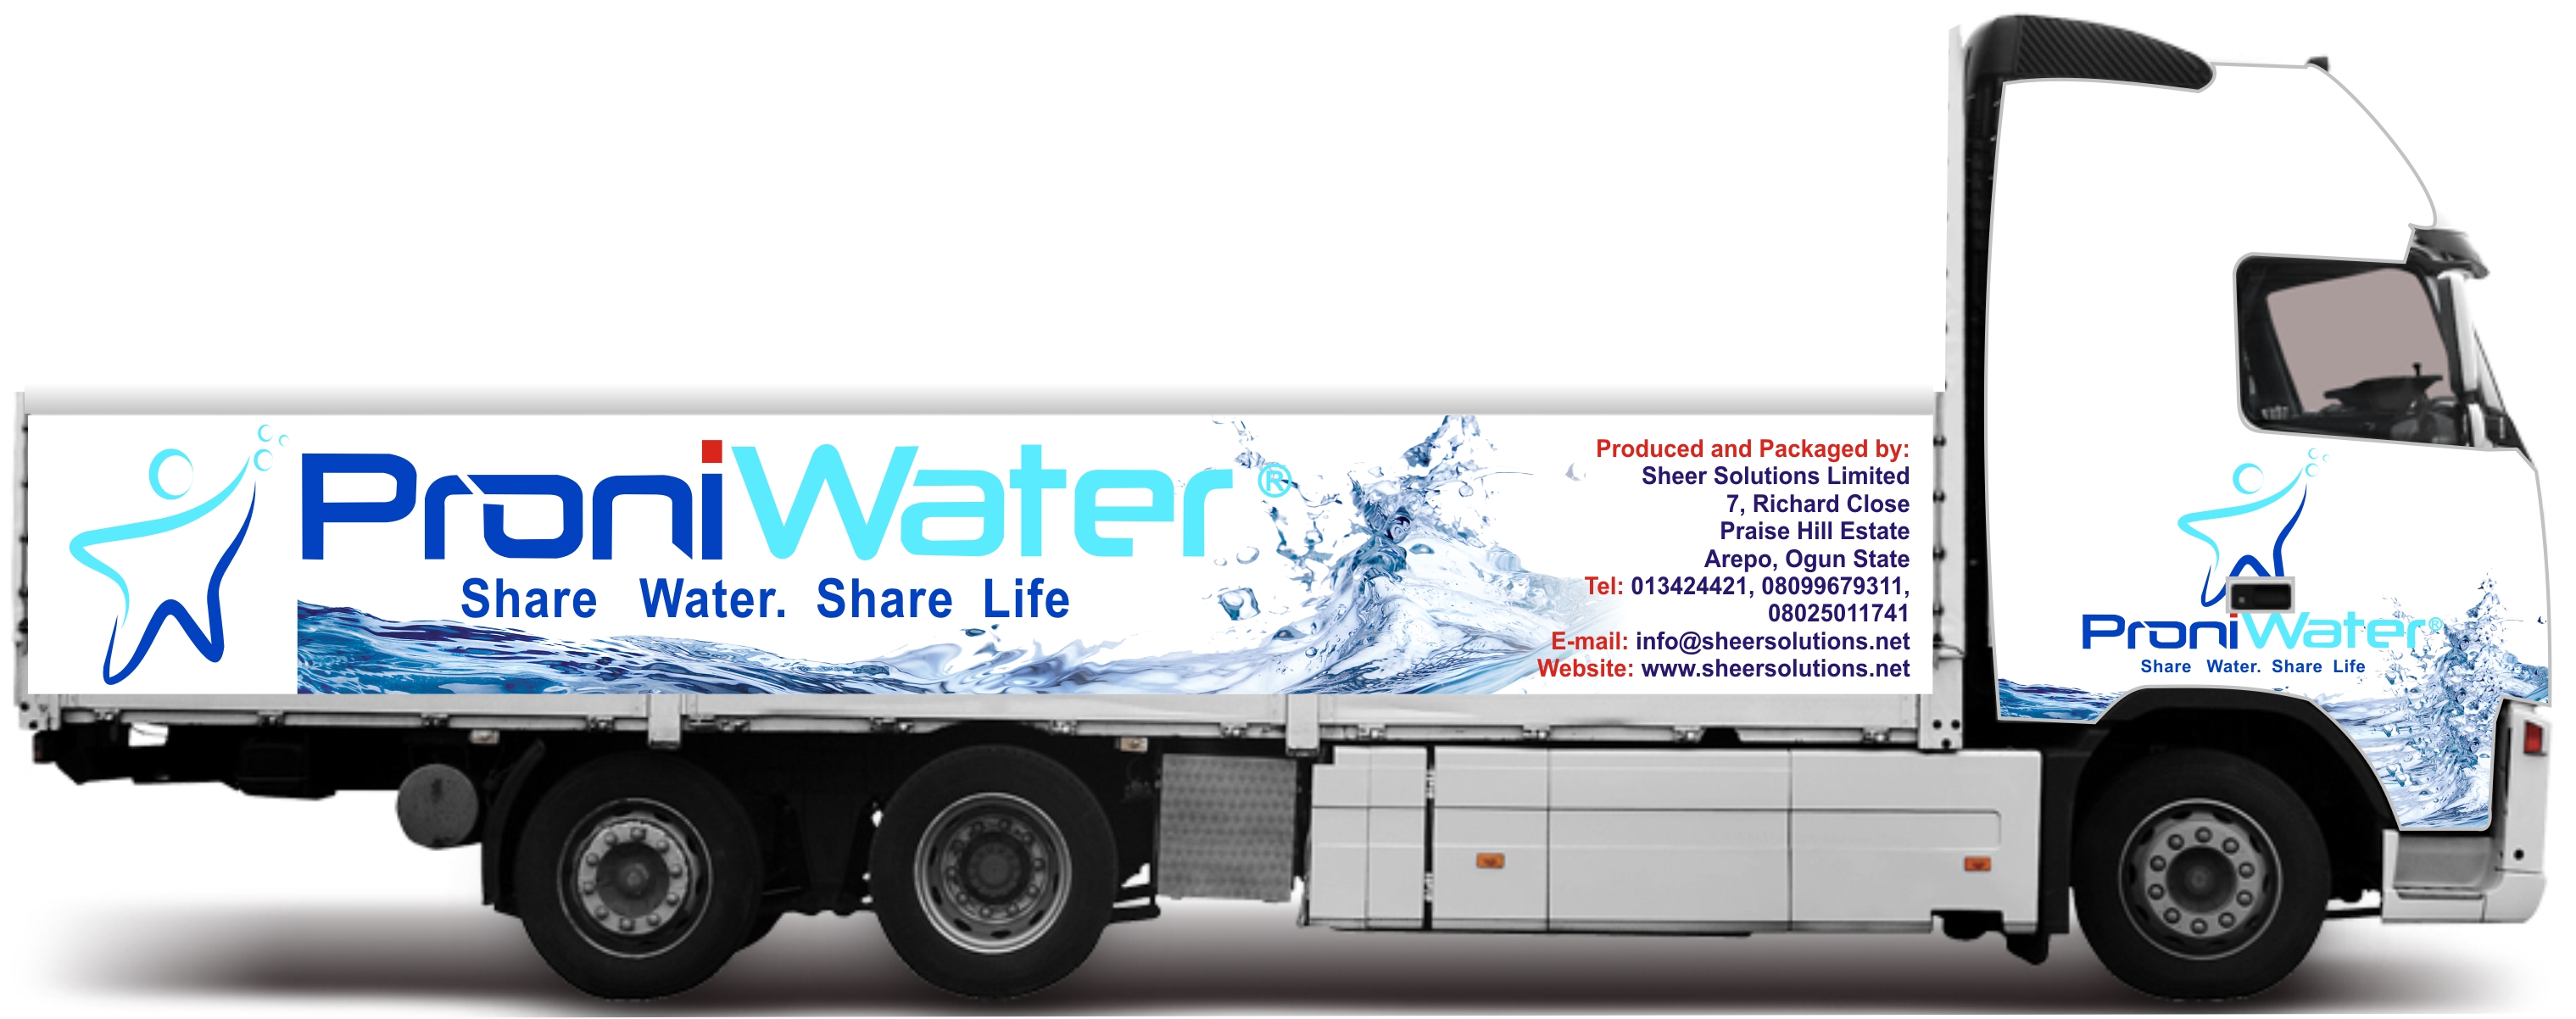 ProniWater®
Share Water. Share Life
Produced and Packaged by:
Sheer Solutions Limited
7, Richard Close
Praise Hill Estate
Arepo, Ogun State
Tel: 013424421, 08099679311,
08025011741
E-mail: info@sheersolutions.net
Website: www.sheersolutions.net
ProniWater®
Share Water. Share Life